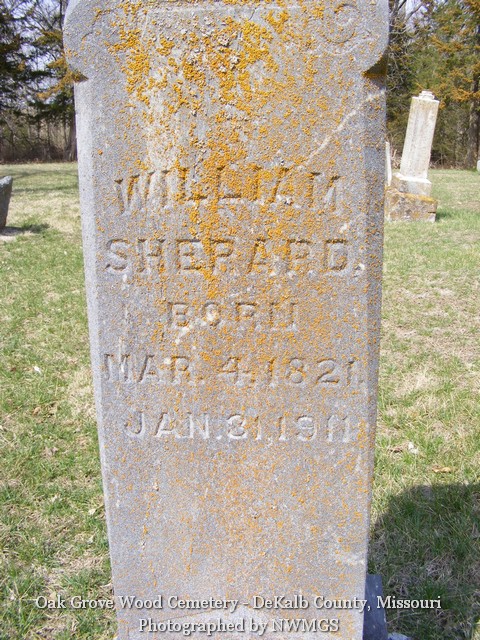 WILLIAM
SHERARD.
BORN
MAR. 4, 1821.
JAN. 31, 1911
Oak Grove Wood Cemetery - DeKalb County, Missouri
Photographed by NWMGS